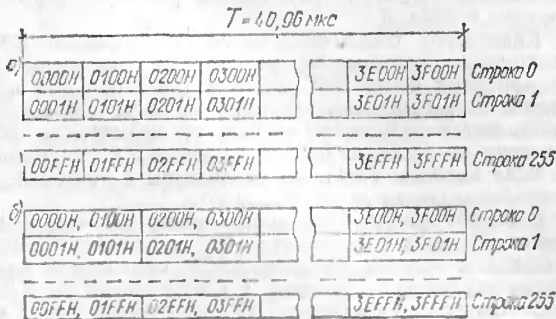 T = 40,96 мкс
а)
0000H 0100H 0200H 0300H 3E00H 3F00H Строка 0
0001H 0101H 0201H 0301H 3E01H 3F01H Строка 1
00FFH 01FFH 02FFH 03FFH 3EFFH 3FFFH Строка 255
б)
0000H, 0100H 0200H, 0300H 3E00H, 3F00H Строка 0
0001H, 0101H 0201H, 0301H 3E01H, 3F01H Строка 1
00FFH, 01FFH 02FFH, 03FFH 3EFFH, 3FFFH Строка 255